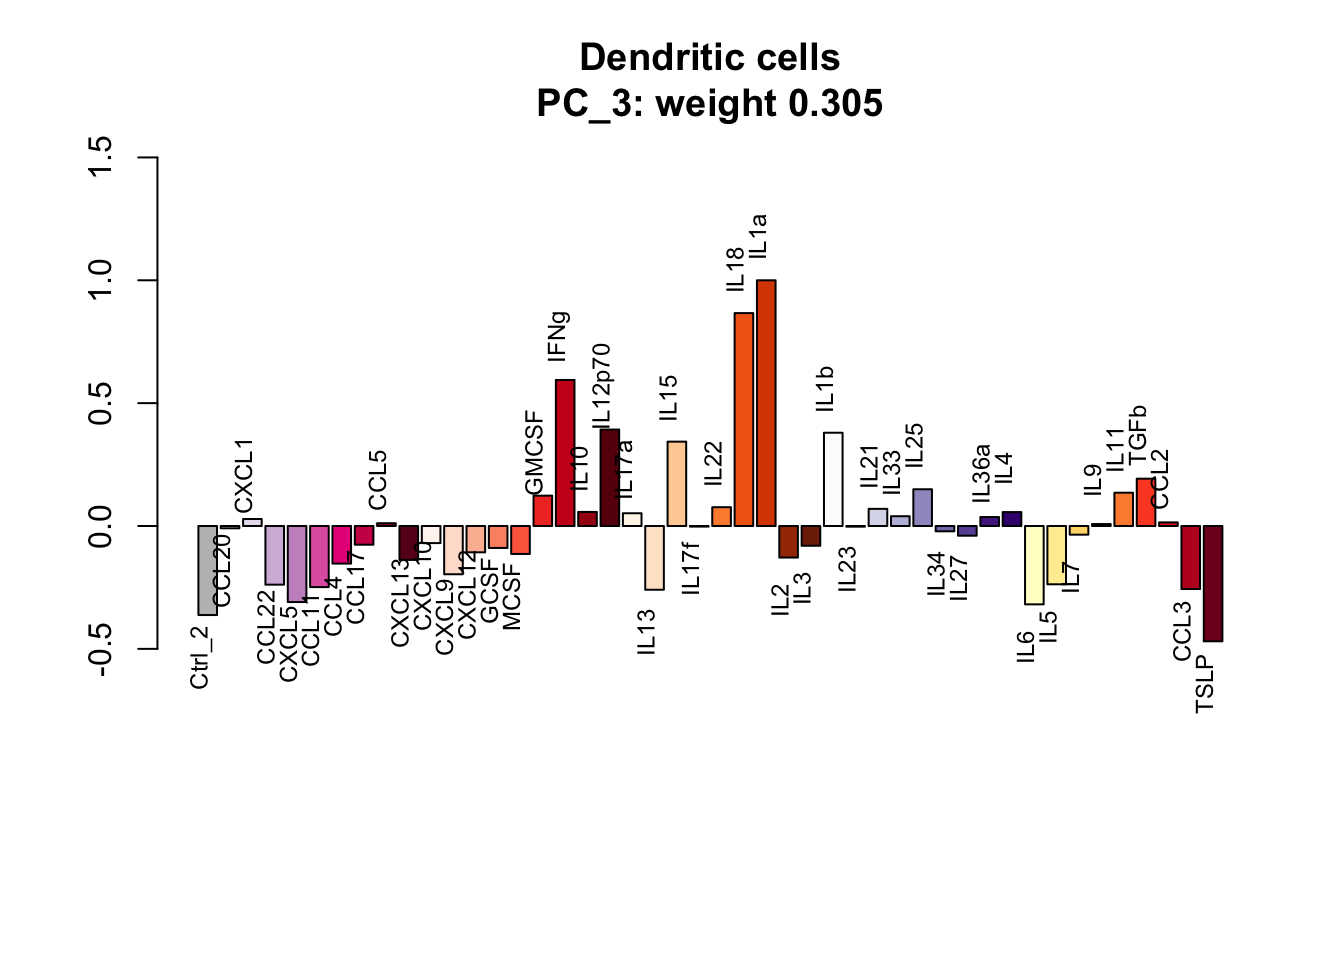 Dendritic cells
PC_3: weight 0.305
1.5
1.0
0.5
0.0
-0.5
Ctrl_2
CCL20
CXCL1
CCL22
CXCL5
CCL11
CCL4
CCL17
CCL5
CXCL13
CXCL10
CXCL9
CXCL12
GCSF
MCSF
GMCSF
IFNg
IL10
IL12p70
IL17a
IL13
IL15
IL17f
IL22
IL18
IL1a
IL2
IL3
IL1b
IL23
IL21
IL33
IL25
IL34
IL27
IL36a
IL4
IL6
IL5
IL7
IL9
IL11
TGFb
CCL2
CCL3
TSLP